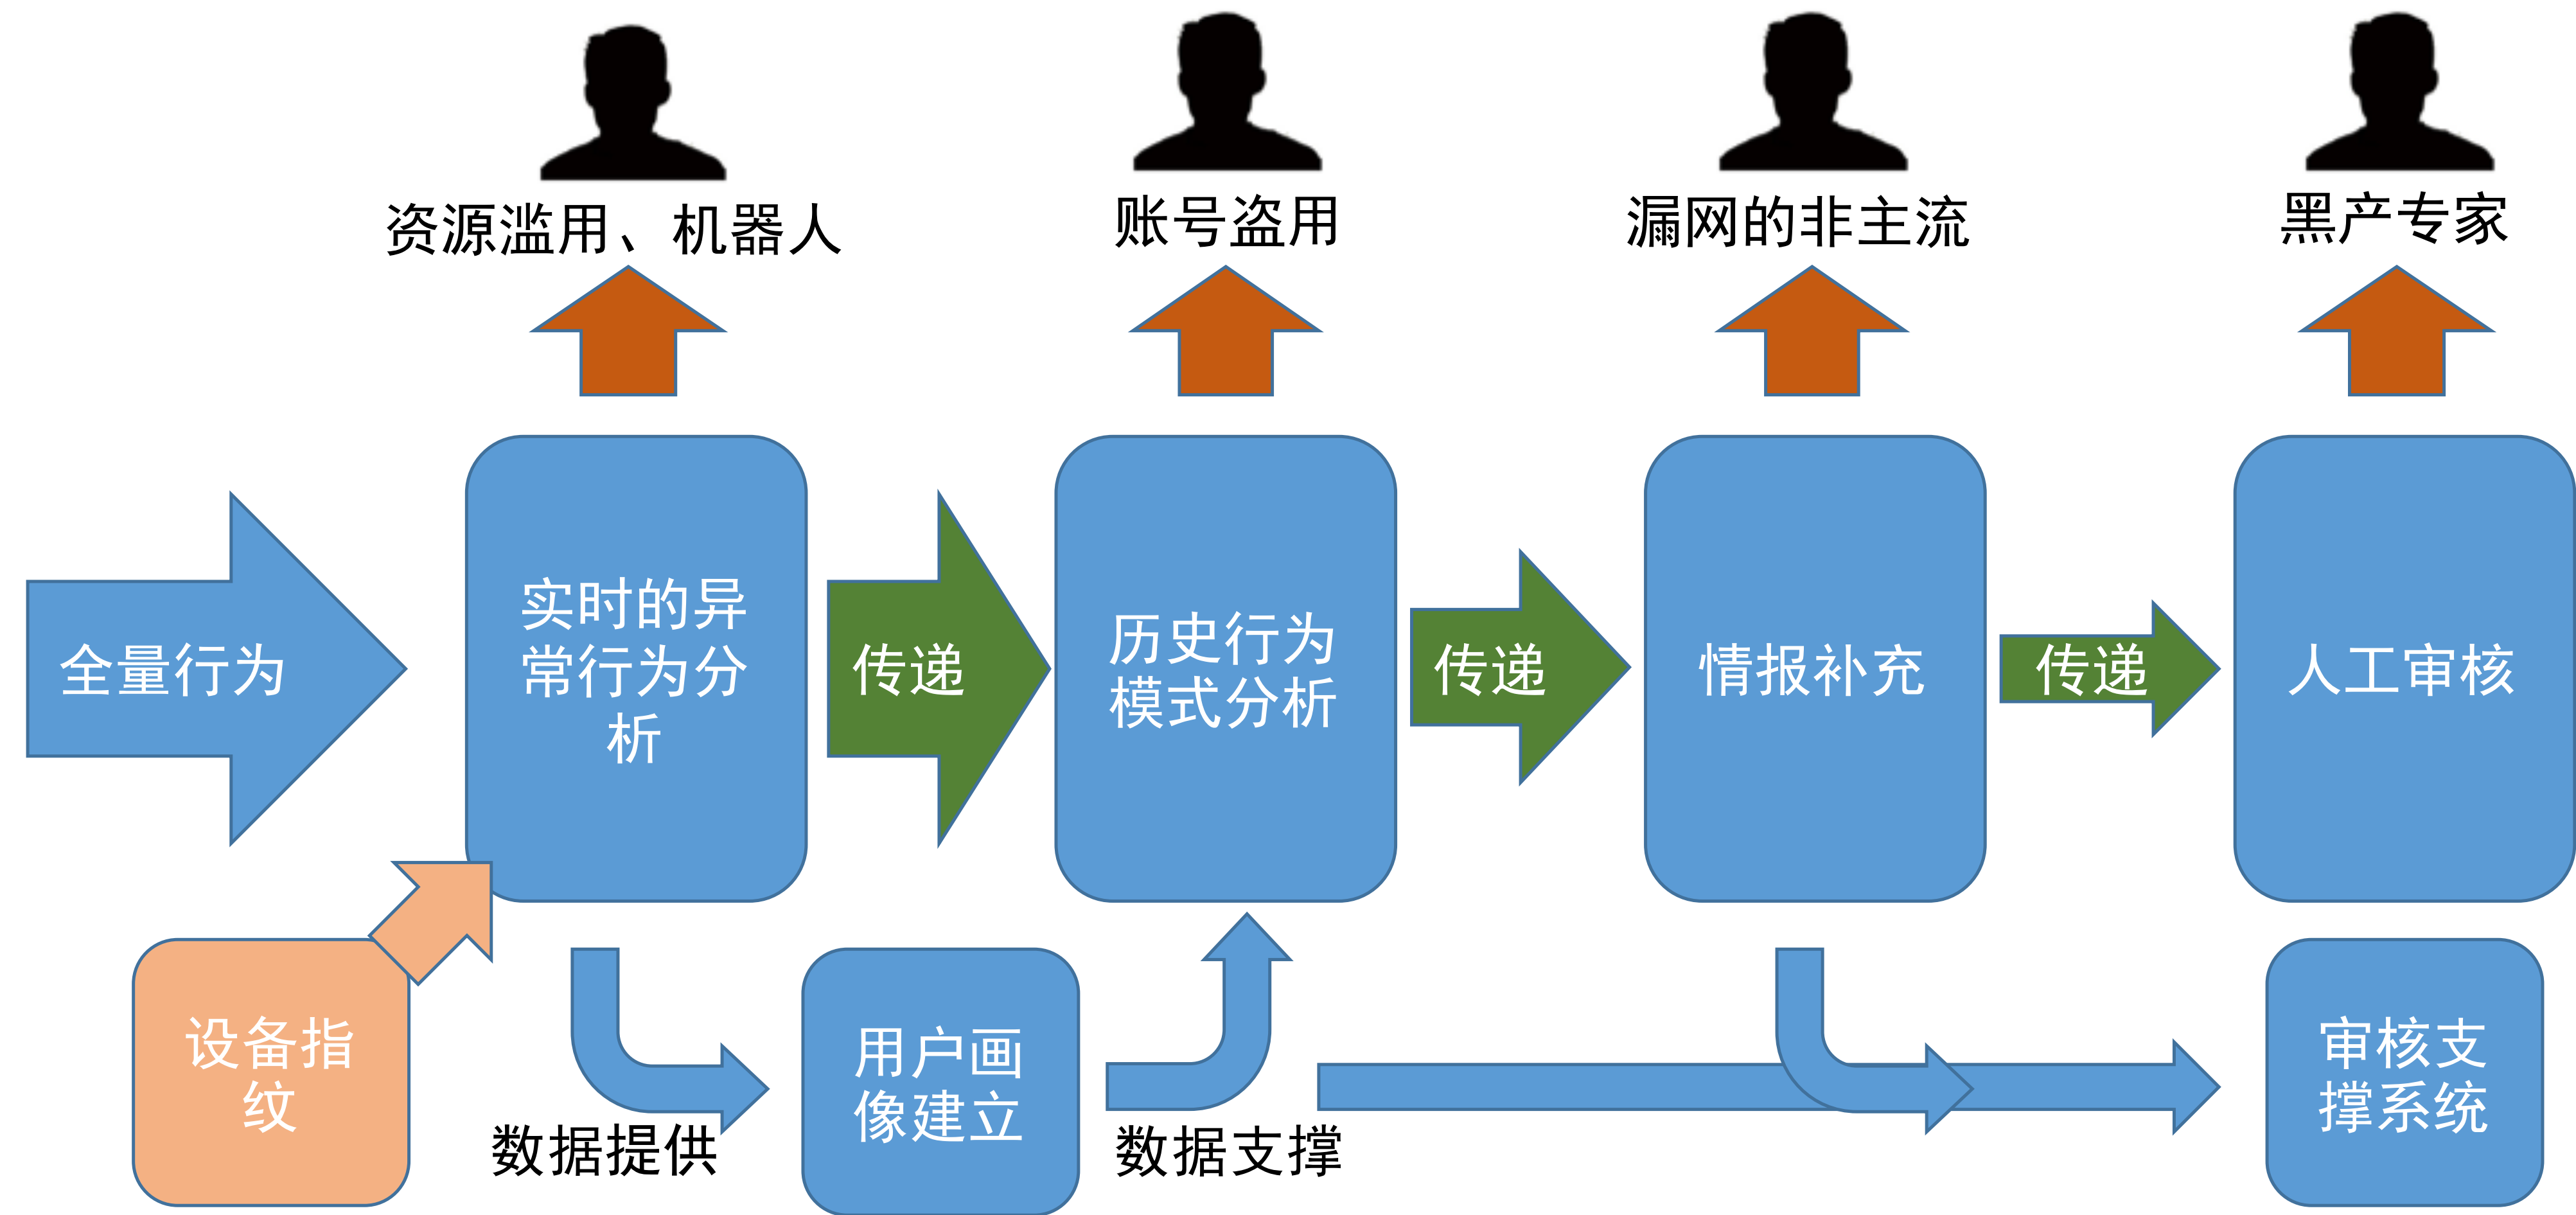 资源滥用、机器人
账号盗用
漏网的非主流
黑产专家
全量行为
实时的异
常行为分
析
传递
历史行为
模式分析
传递
情报补充
传递
人工审核
设备指
纹
数据提供
用户画
像建立
数据支撑
审核支
撑系统